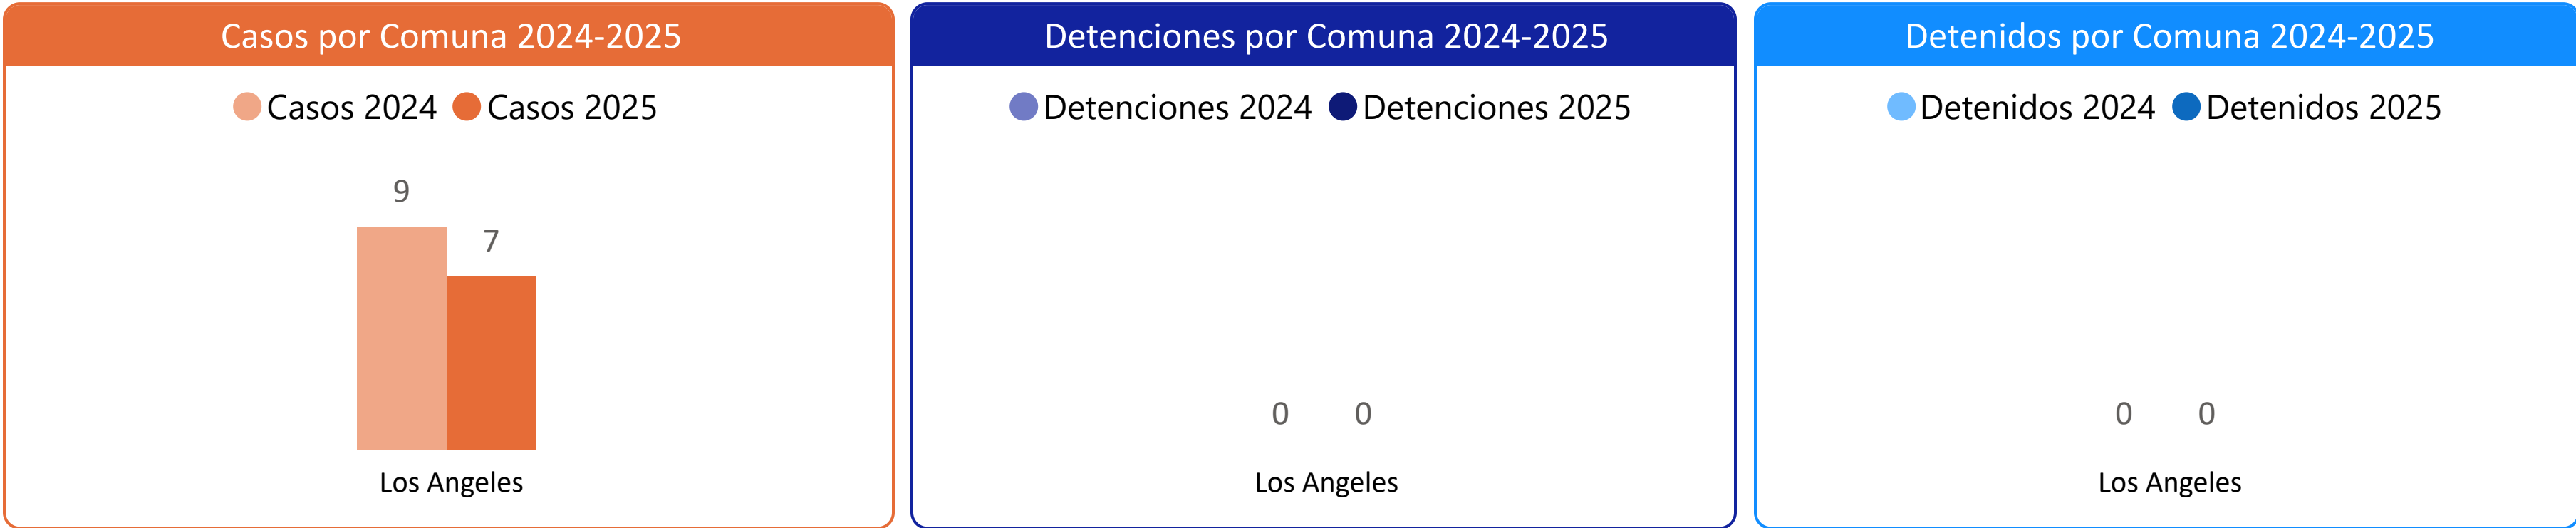 Casos por Comuna 2024-2025
Casos 2024 Casos 2025
9
7
Los Angeles
Detenciones por Comuna 2024-2025
Detenciones 2024 Detenciones 2025
0 0
Los Angeles
Detenidos por Comuna 2024-2025
Detenidos 2024 Detenidos 2025
0 0
Los Angeles